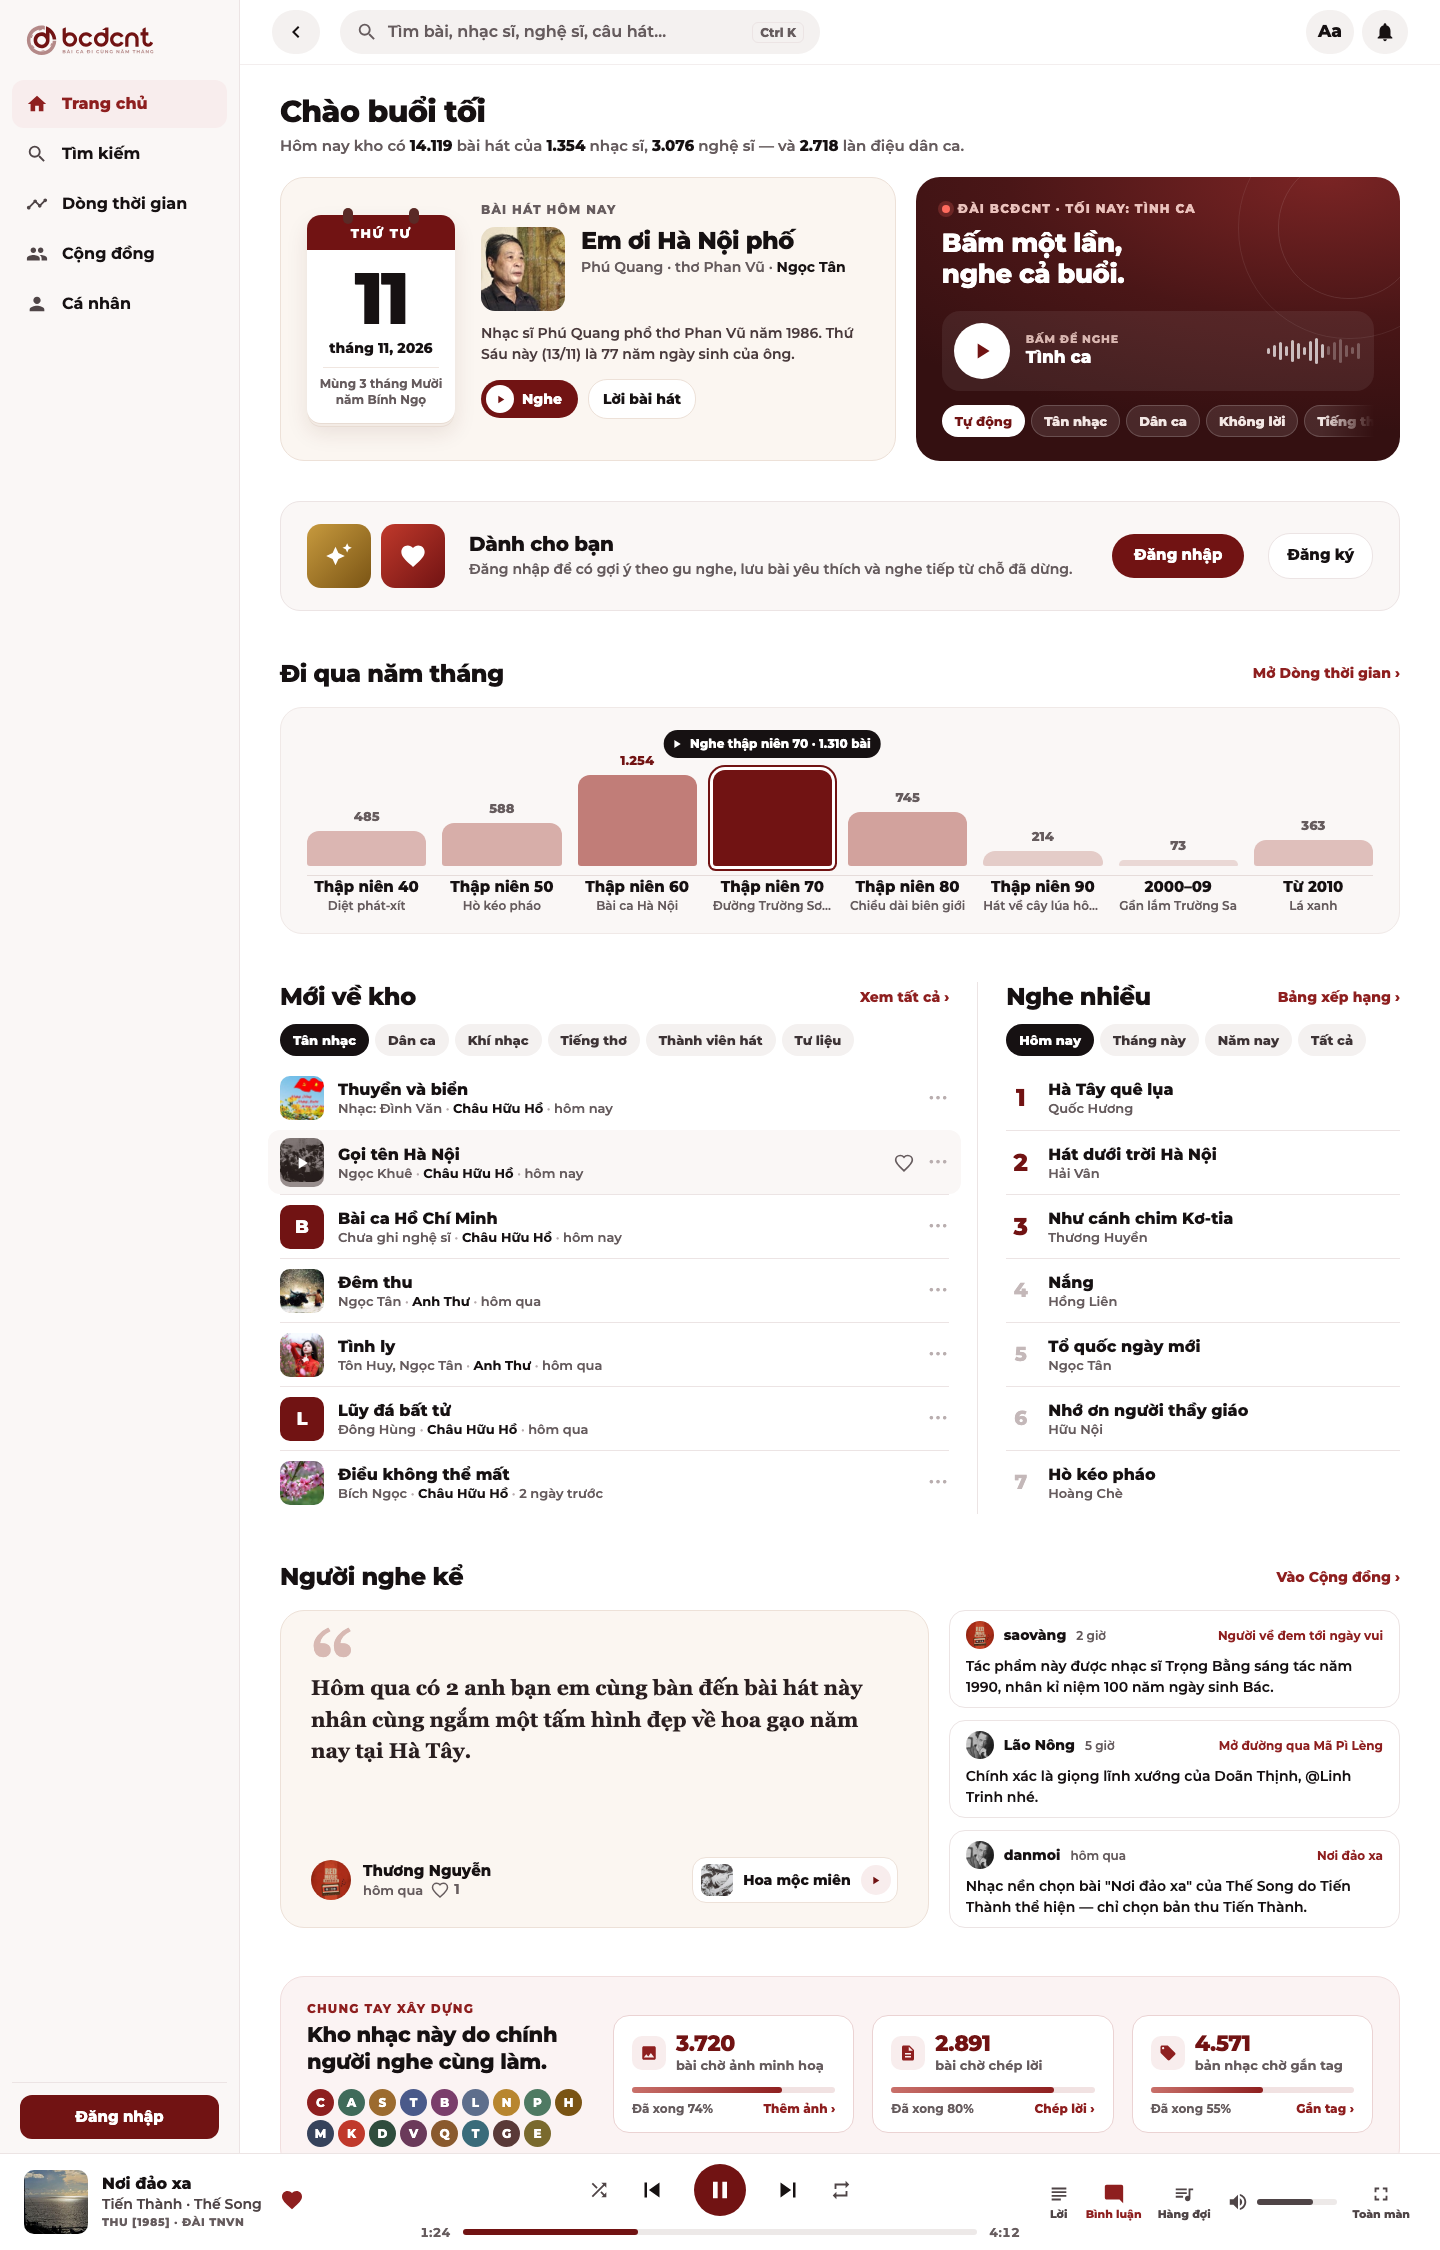 bcdcnt
BÀI CA ĐI CÙNG NĂM THÁNG
Trang chủ
Tìm kiếm
Dòng thời gian
Cộng đồng
Cá nhân
Đăng nhập
Tìm bài, nhạc sĩ, nghệ sĩ, câu hát...
Ctrl K
Aa
Chào buổi tối
Hôm nay kho có 14.119 bài hát của 1.354 nhạc sĩ, 3.076 nghệ sĩ — và 2.718 làn điệu dân ca.
THỨ TƯ
11
tháng 11, 2026
Mùng 3 tháng Mười
năm Bính Ngọ
BÀI HÁT HÔM NAY
Em ơi Hà Nội phố
Phú Quang · thơ Phan Vũ · Ngọc Tân
Nhạc sĩ Phú Quang phổ thơ Phan Vũ năm 1986. Thứ
Sáu này (13/11) là 77 năm ngày sinh của ông.
Nghe
Lời bài hát
ĐÀI BCĐCNT · TỐI NAY: TÌNH CA
Bấm một lần,
nghe cả buổi.
BẤM ĐỂ NGHE
Tình ca
Tự động
Tân nhạc
Dân ca
Không lời
Tiếng th
Dành cho bạn
Đăng nhập để có gợi ý theo gu nghe, lưu bài yêu thích và nghe tiếp từ chỗ đã dừng.
Đăng nhập
Đăng ký
Đi qua năm tháng
Mở Dòng thời gian ›
Nghe thập niên 70 · 1.310 bài
485
588
1.254
745
214
73
363
Thập niên 40
Thập niên 50
Thập niên 60
Thập niên 70
Thập niên 80
Thập niên 90
2000–09
Từ 2010
Diệt phát-xít
Hò kéo pháo
Bài ca Hà Nội
Đường Trường Sơ...
Chiều dài biên giới
Hát về cây lúa hô...
Gần lắm Trường Sa
Lá xanh
Mới về kho
Xem tất cả ›
Tân nhạc
Dân ca
Khí nhạc
Tiếng thơ
Thành viên hát
Tư liệu
Thuyền và biển
Nhạc: Đình Văn · Châu Hữu Hồ · hôm nay
Gọi tên Hà Nội
Ngọc Khuê · Châu Hữu Hồ · hôm nay
B
Bài ca Hồ Chí Minh
Chưa ghi nghệ sĩ · Châu Hữu Hồ · hôm nay
Đêm thu
Ngọc Tân · Anh Thư · hôm qua
Tình ly
Tôn Huy, Ngọc Tân · Anh Thư · hôm qua
L
Lũy đá bất tử
Đông Hùng · Châu Hữu Hồ · hôm qua
Điều không thể mất
Bích Ngọc · Châu Hữu Hồ · 2 ngày trước
Nghe nhiều
Bảng xếp hạng ›
Hôm nay
Tháng này
Năm nay
Tất cả
1
Hà Tây quê lụa
Quốc Hương
2
Hát dưới trời Hà Nội
Hải Vân
3
Như cánh chim Kơ-tia
Thương Huyền
4
Nắng
Hồng Liên
5
Tổ quốc ngày mới
Ngọc Tân
6
Nhớ ơn người thầy giáo
Hữu Nội
7
Hò kéo pháo
Hoàng Chè
Người nghe kể
Vào Cộng đồng ›
“
Hôm qua có 2 anh bạn em cùng bàn đến bài hát này
nhân cùng ngắm một tấm hình đẹp về hoa gạo năm
nay tại Hà Tây.
Thương Nguyễn
hôm qua
1
Hoa mộc miên
saovàng
2 giờ
Người về đem tới ngày vui
Tác phẩm này được nhạc sĩ Trọng Bằng sáng tác năm
1990, nhân kỉ niệm 100 năm ngày sinh Bác.
Lão Nông
5 giờ
Mở đường qua Mã Pì Lèng
Chính xác là giọng lĩnh xướng của Doãn Thịnh, @Linh
Trinh nhé.
danmoi
hôm qua
Nơi đảo xa
Nhạc nền chọn bài "Nơi đảo xa" của Thế Song do Tiến
Thành thể hiện — chỉ chọn bản thu Tiến Thành.
CHUNG TAY XÂY DỰNG
Kho nhạc này do chính
người nghe cùng làm.
C A S T B L N P H
M K D V Q T G E
3.720
bài chờ ảnh minh hoạ
Đã xong 74%
Thêm ảnh ›
2.891
bài chờ chép lời
Đã xong 80%
Chép lời ›
4.571
bản nhạc chờ gắn tag
Đã xong 55%
Gắn tag ›
Nơi đảo xa
Tiến Thành · Thế Song
THU [1985] · ĐÀI TNVN
1:24
4:12
Lời
Bình luận
Hàng đợi
Toàn màn